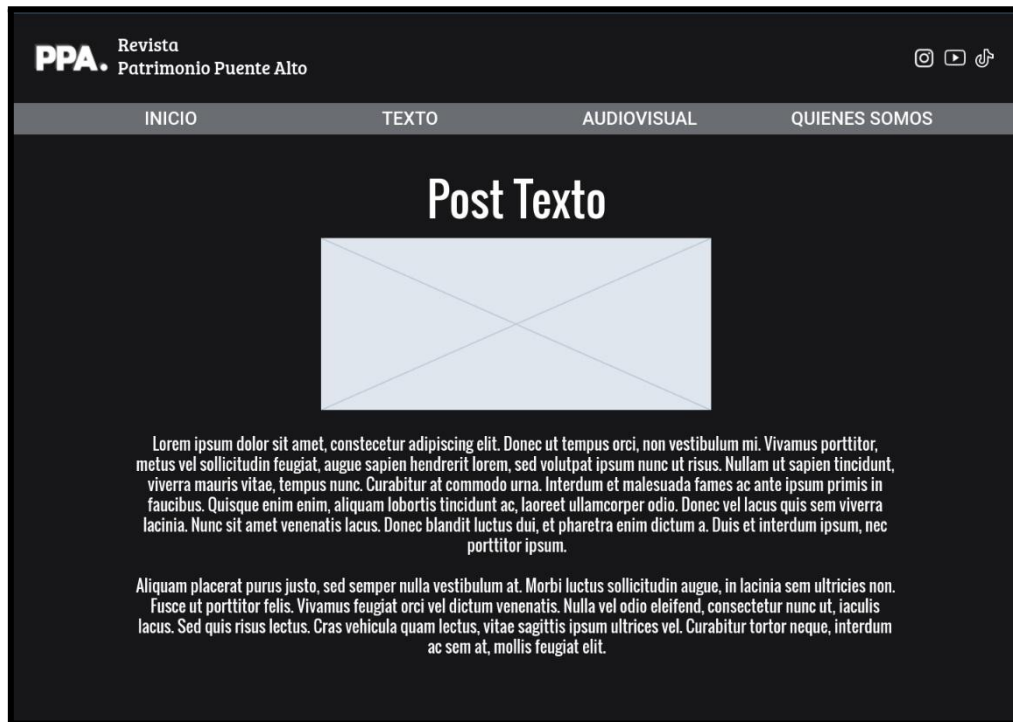 PPA.
Revista
Patrimonio Puente Alto
INICIO TEXTO AUDIOVISUAL QUIENES SOMOS
Post Texto
Lorem ipsum dolor sit amet, constecetur adipiscing elit. Donec ut tempus orci, non vestibulum mi. Vivamus porttitor,
metus vel sollicitudin feugiat, augue sapien hendrerit lorem, sed volutpat ipsum nunc ut risus. Nullam ut sapien tincidunt,
viverra mauris vitae, tempus nunc. Curabitur at commodo urna. Interdum et malesuada fames ac ante ipsum primis in
faucibus. Quisque enim enim, aliquam lobortis tincidunt ac, laoreet ullamcorper odio. Donec vel lacus quis sem viverra
lacinia. Nunc sit amet venenatis lacus. Donec blandit luctus dui, et pharetra enim dictum a. Duis et interdum ipsum, nec
porttitor ipsum.
Aliquam placerat purus justo, sed semper nulla vestibulum at. Morbi luctus sollicitudin augue, in lacinia sem ultricies non.
Fusce ut porttitor felis. Vivamus feugiat orci vel dictum venenatis. Nulla vel odio eleifend, consectetur nunc ut, iaculis
lacus. Sed quis risus lectus. Cras vehicula quam lectus, vitae sagittis ipsum ultrices vel. Curabitur tortor neque, interdum
ac sem at, mollis feugiat elit.